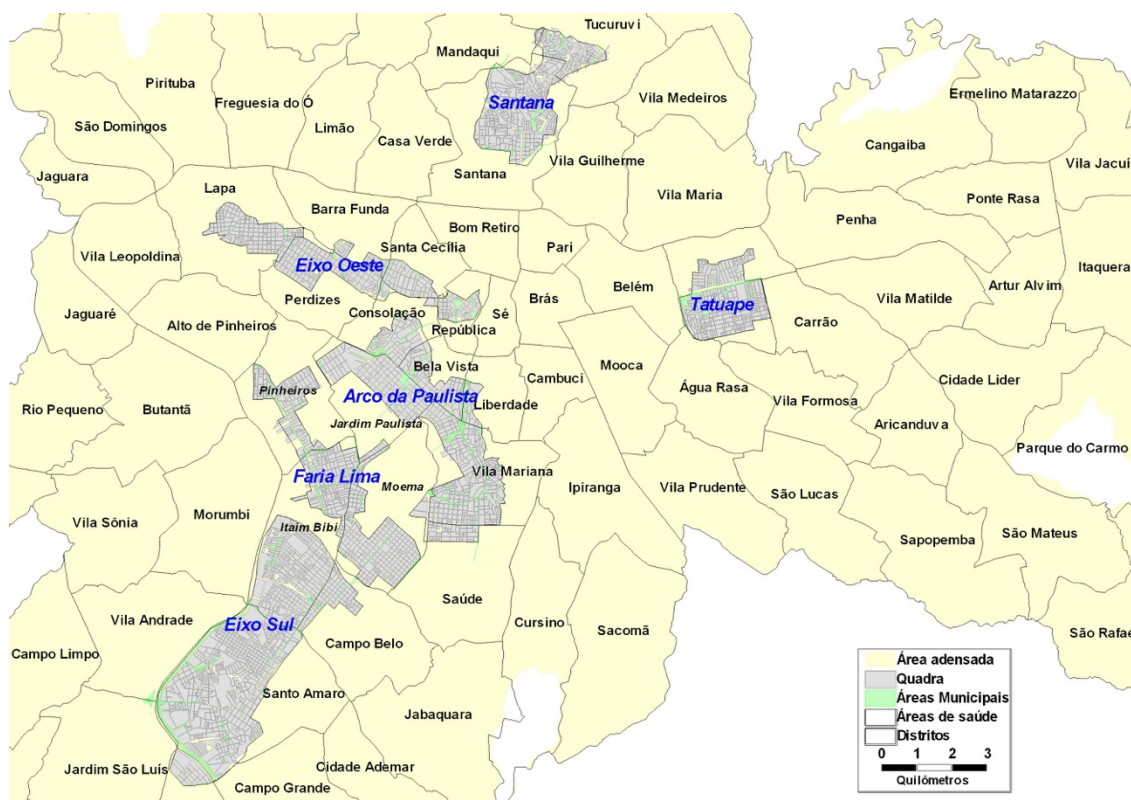 Tucuruvi
Mandaqui
Pirituba
Santana
Vila Medeiros
Ermelino Matarazzo
Freguesia do Ó
São Domingos
Limão
Casa Verde
Cangaiba
Vila Guilherme
Vila Jacuí
Jaguara
Santana
Lapa
Vila Maria
Ponte Rasa
Barra Funda
Penha
Bom Retiro
Santa Cecília
Pari
Vila Leopoldina
Eixo Oeste
Itaquera
Belém
Artur Alvim
Perdizes
Brás
Tatuape
Vila Matilde
Jaguaré
Consolação
Sé
Alto de Pinheiros
República
Carrão
Bela Vista
Mooca
Cidade Lider
Cambuci
Pinheiros
Água Rasa
Arco da Paulista
Vila Formosa
Rio Pequeno
Butantã
Liberdade
Jardim Paulista
Aricanduva
Parque do Carmo
Vila Mariana
Faria Lima
Moema
Ipiranga
Vila Prudente
São Lucas
Morumbi
Vila Sônia
Itaim Bibi
São Mateus
Sapopemba
Saúde
Vila Andrade
Eixo Sul
Cursino
Sacomã
Campo Belo
São Rafae
Campo Limpo
Área adensada
Quadra
Santo Amaro
Áreas Municipais
Jabaquara
Áreas de saúde
Distritos
0 1 2 3
Jardim São Luís
Cidade Ademar
Quilômetros
Campo Grande